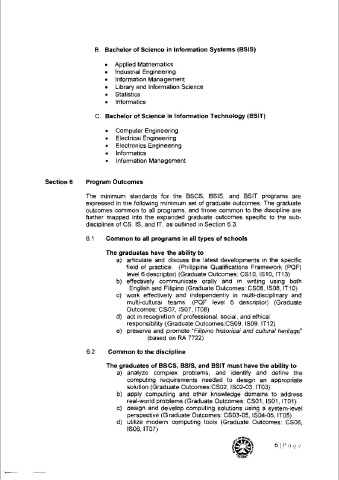 B. Bachelor of Science in Information Systems (BSIS)
• Applied Mathematics
• Industrial Engineering
• Information Management
• Library and Information Science
• Statistics
• Informatics
C. Bachelor of Science in Information Technology (BSIT)
• Computer Engineering
• Electrical Engineering
• Electronics Engineering
• Informatics
• Information Management
Section 6 Program Outcomes
The minimum standards for the BSCS, BSIS, and BSIT programs are
expressed in the following minimum set of graduate outcomes. The graduate
outcomes common to all programs, and those common to the discipline are
further mapped into the expanded graduate outcomes specific to the sub-
disciplines of CS, IS, and IT, as outlined in Section 6.3.
6.1 Common to all programs in all types of schools
The graduates have the ability to
a) articulate and discuss the latest developments in the specific
field of practice. (Philippine Qualifications Framework (PQF)
level 6 descriptor) (Graduate Outcomes: CS10, IS10, IT13)
b) effectively communicate orally and in writing using both
English and Filipino (Graduate Outcomes: CS08, IS08, IT10)
c) work effectively and independently in multi-disciplinary and
multi-cultural teams. (PQF level 6 descriptor) (Graduate
Outcomes: CS07, IS07, IT08)
d) act in recognition of professional, social, and ethical
responsibility (Graduate Outcomes:CS09, IS09, IT12)
e) preserve and promote "Filipino historical and cultural heritage"
(based on RA 7722)
6.2 Common to the discipline
The graduates of BSCS, BSIS, and BSIT must have the ability to
a) analyze complex problems, and identify and define the
computing requirements needed to design an appropriate
solution (Graduate Outcomes:CS02, IS02-03, IT03)
b) apply computing and other knowledge domains to address
real-world problems (Graduate Outcomes: CS01, IS01, IT01)
c) design and develop computing solutions using a system-level
perspective (Graduate Outcomes: CS03-05, IS04-05, IT05)
d) utilize modern computing tools (Graduate Outcomes: CS06,
IS06, IT07)
6 | Page